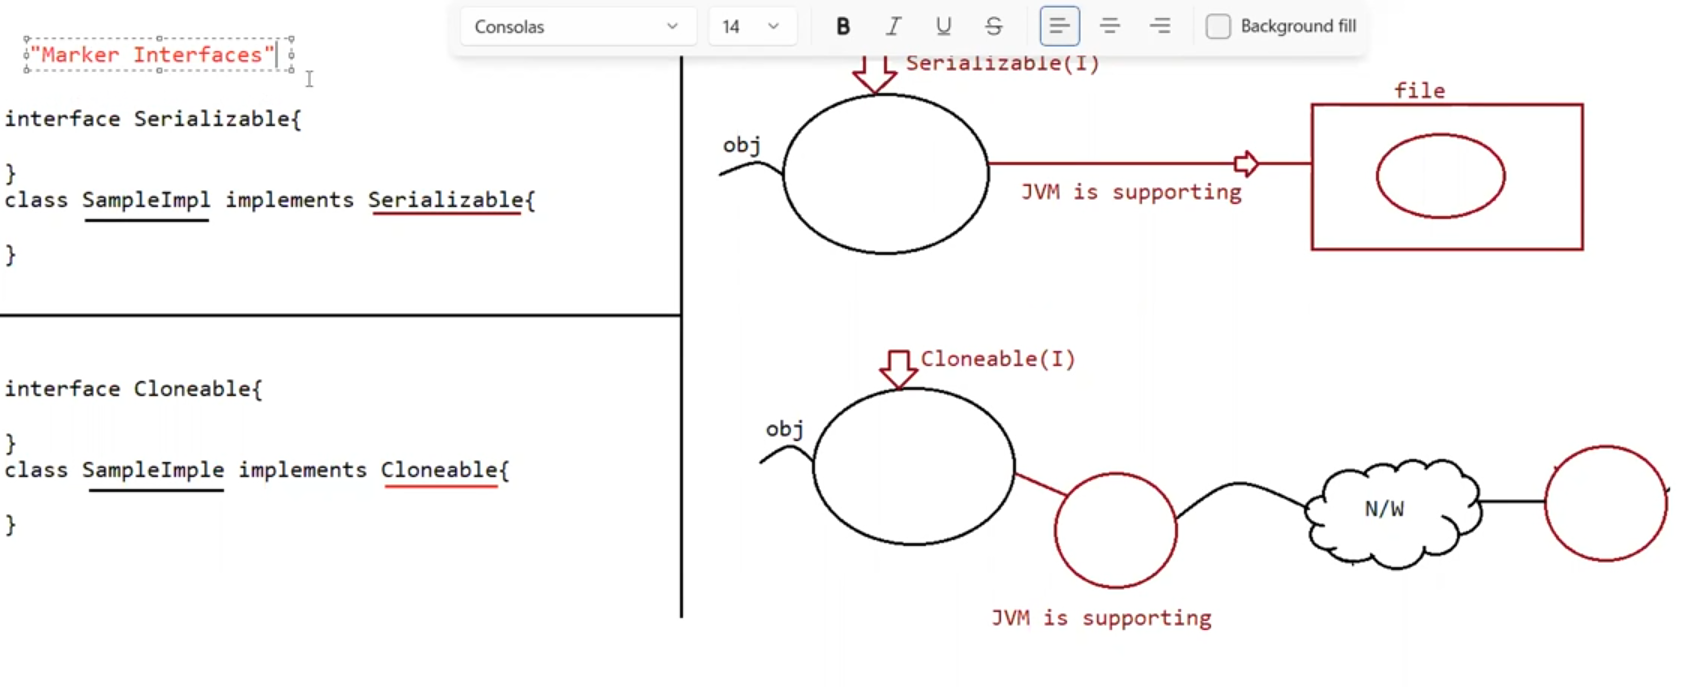 Consolas
14
B
I
U
S
Background fill
"Marker Interfaces"
interface Serializable{
}
class SampleImpl implements Serializable{
}
interface Cloneable{
}
class SampleImple implements Cloneable{
}
Serializable(I)
obj
file
JVM is supporting
Cloneable(I)
obj
N/W
JVM is supporting